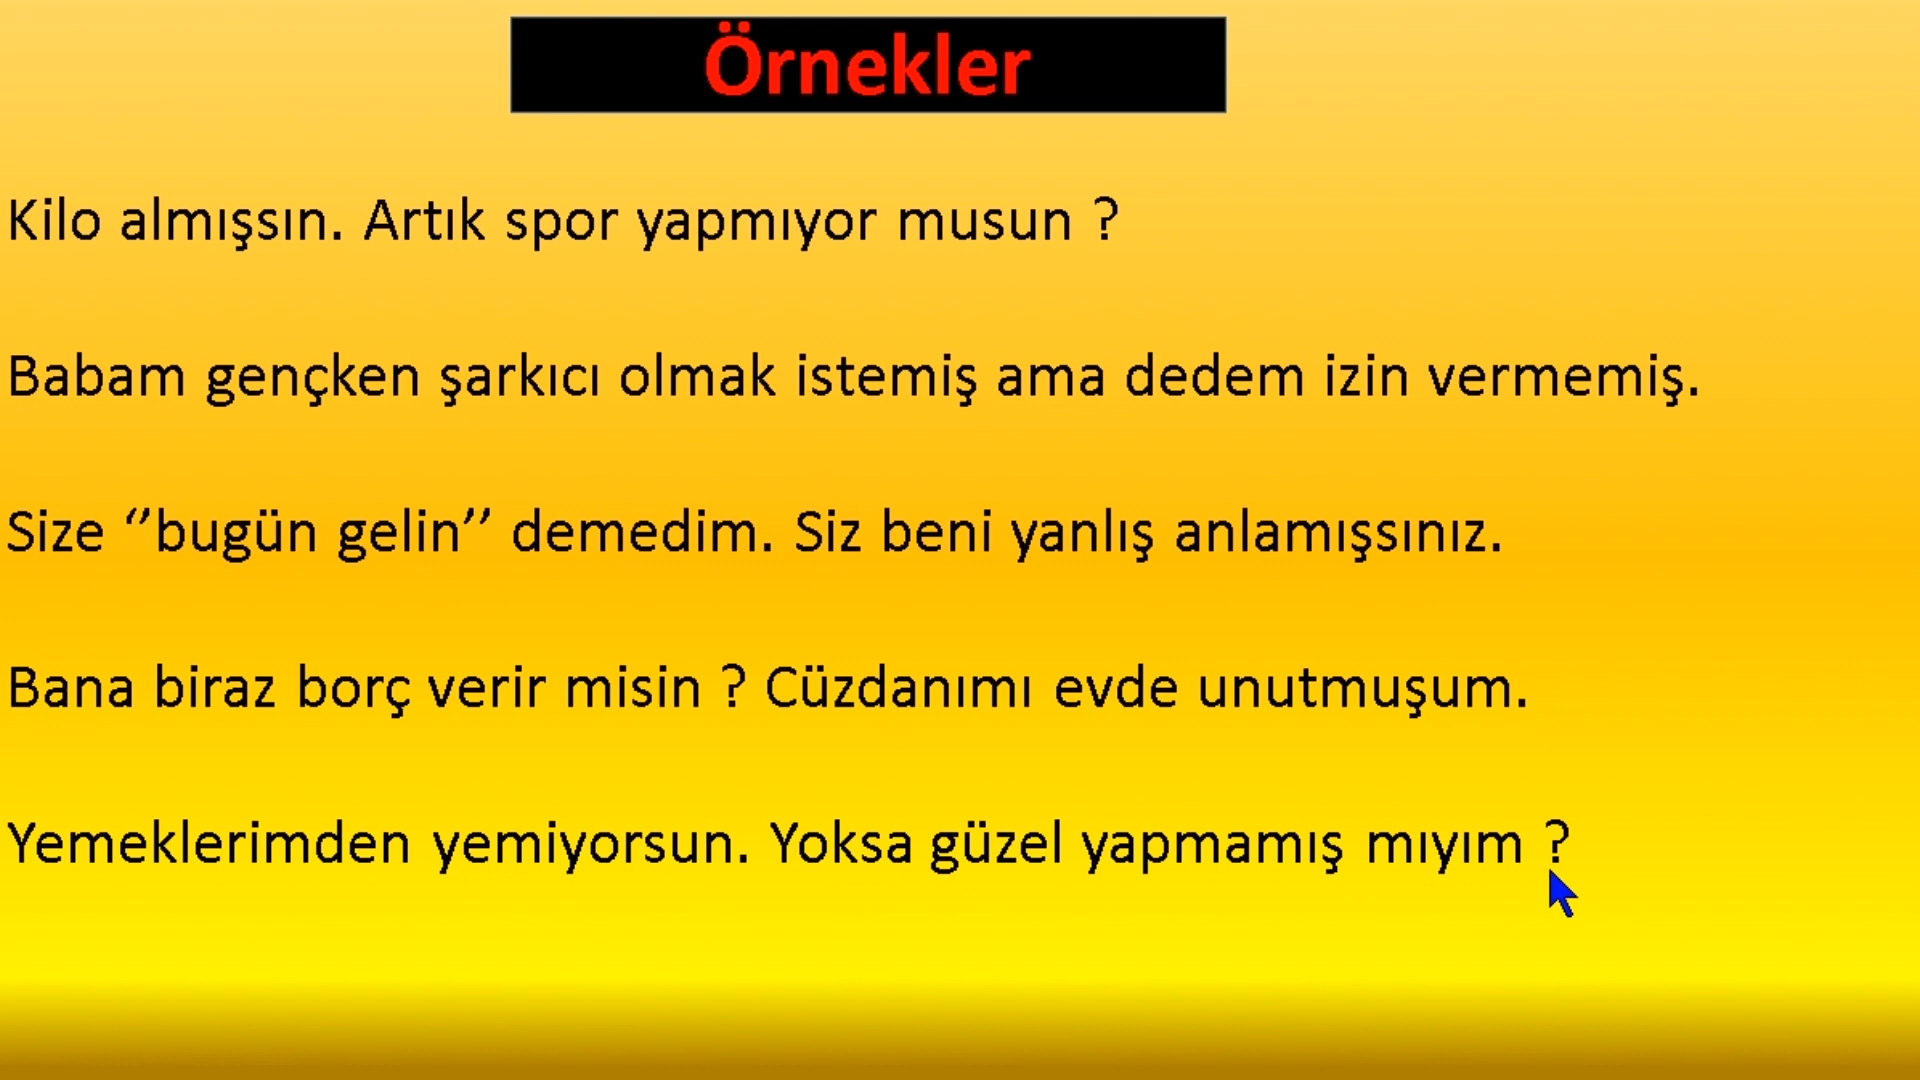 Örnekler
Kilo almışsın. Artık spor yapmıyor musun ?
Babam gençken şarkıcı olmak istemiş ama dedem izin vermemiş.
Size ‘’bugün gelin’’ demedim. Siz beni yanlış anlamışsınız.
Bana biraz borç verir misin ? Cüzdanımı evde unutmuşum.
Yemeklerimden yemiyorsun. Yoksa güzel yapmamış mıyım ?